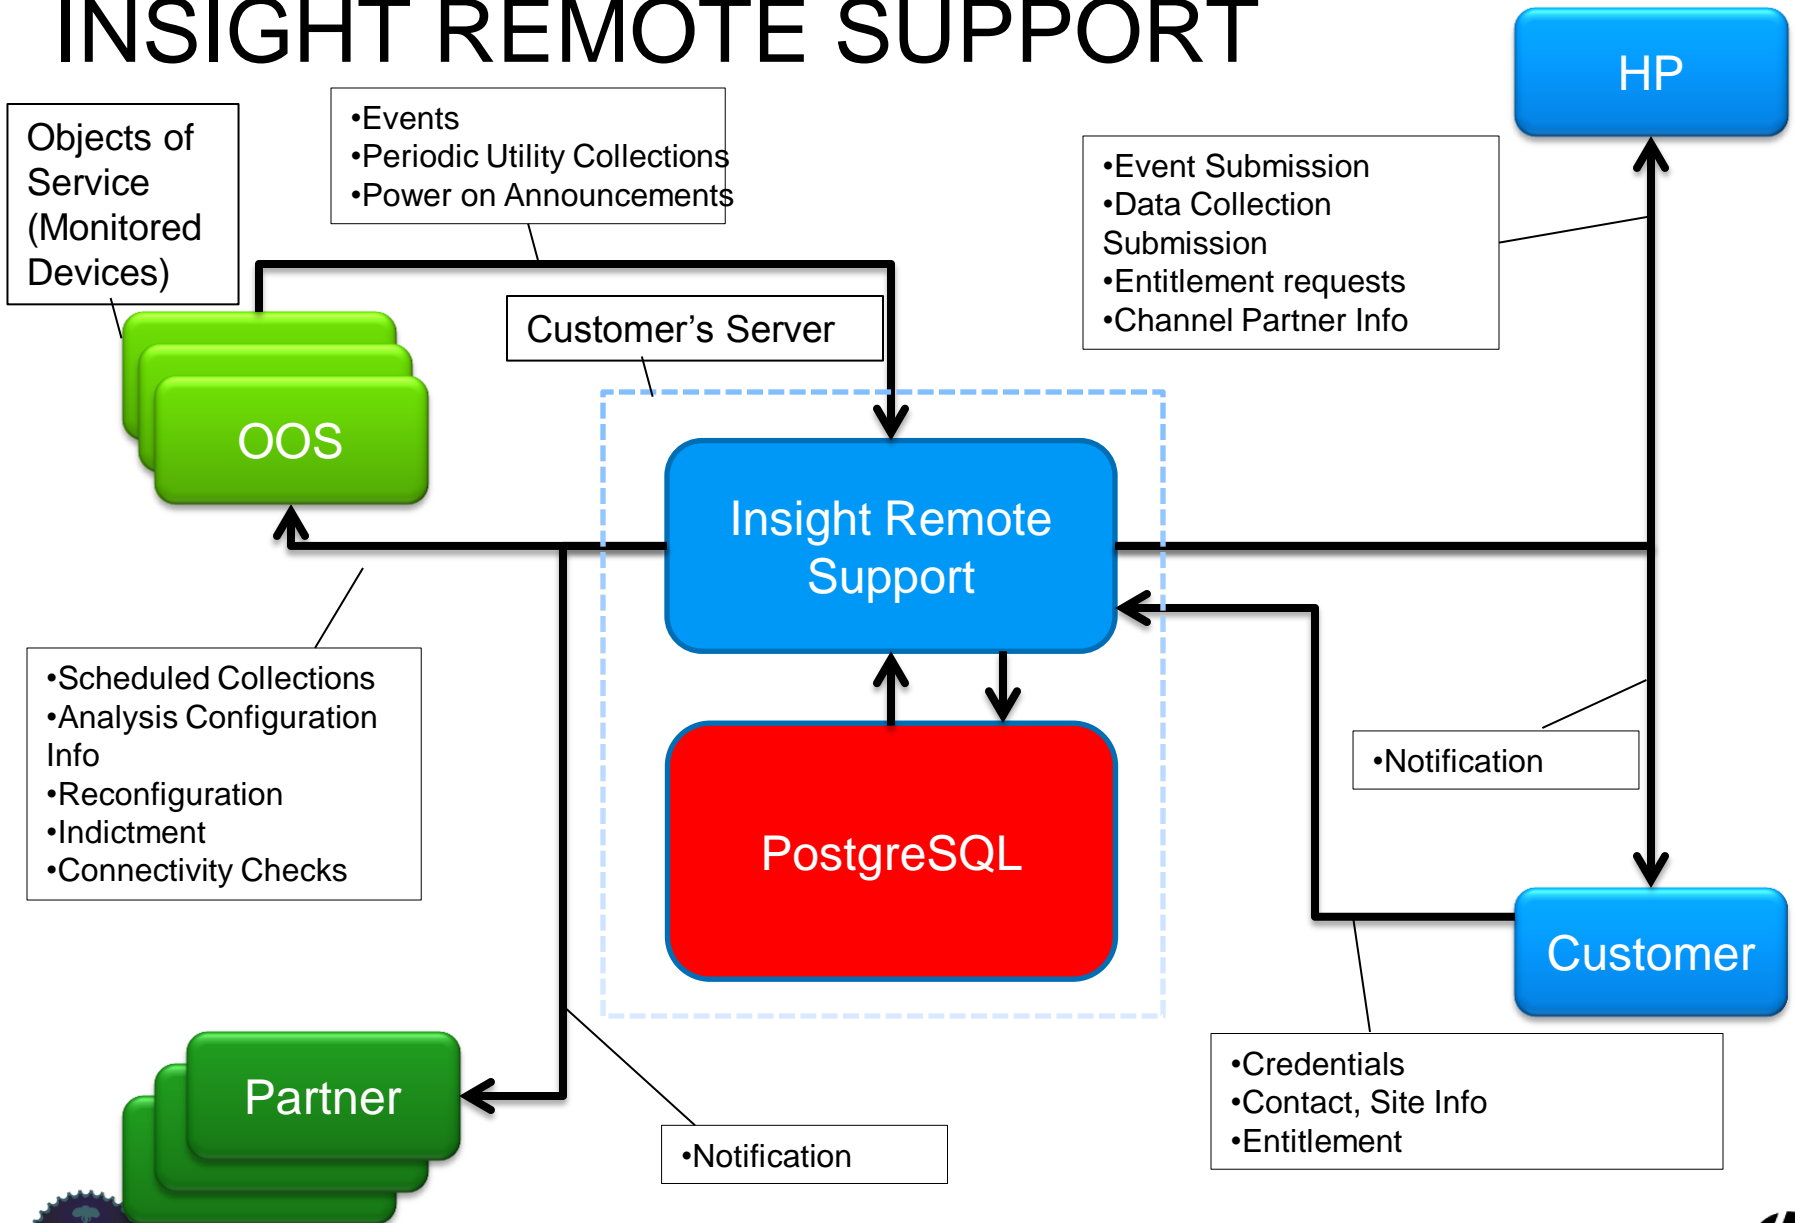 INSIGHT REMOTE SUPPORT
HP
Objects of
Service
(Monitored
Devices)
•Events
•Periodic Utility Collections
•Power on Announcements
•Event Submission
•Data Collection
Submission
•Entitlement requests
•Channel Partner Info
Customer’s Server
OOS
Insight Remote
Support
•Scheduled Collections
•Analysis Configuration
Info
•Reconfiguration
•Indictment
•Connectivity Checks
PostgreSQL
•Notification
Customer
Partner
•Notification
•Credentials
•Contact, Site Info
•Entitlement